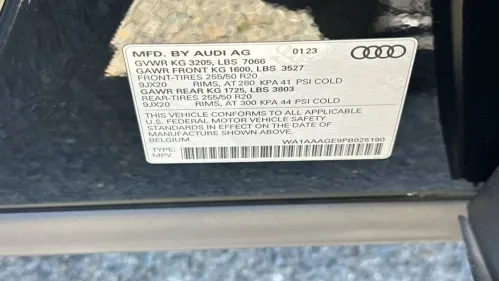 MFD. BY AUDI AG 0123
GVWR KG 3205, LBS 7066
GAWR FRONT KG 1600, LBS 3527
FRONT-TIRES 255/50 R20
9JX20 RIMS, AT 280 KPA 41 PSI COLD
GAWR REAR KG 1725, LBS 3803
REAR-TIRES 255/50 R20
9JX20 RIMS, AT 300 KPA 44 PSI COLD
THIS VEHICLE CONFORMS TO ALL APPLICABLE
U.S. FEDERAL MOTOR VEHICLE SAFETY
STANDARDS IN EFFECT ON THE DATE OF
MANUFACTURE SHOWN ABOVE.
BELGIUM WA1AAAGE9PB025190
TYPE:
MPV